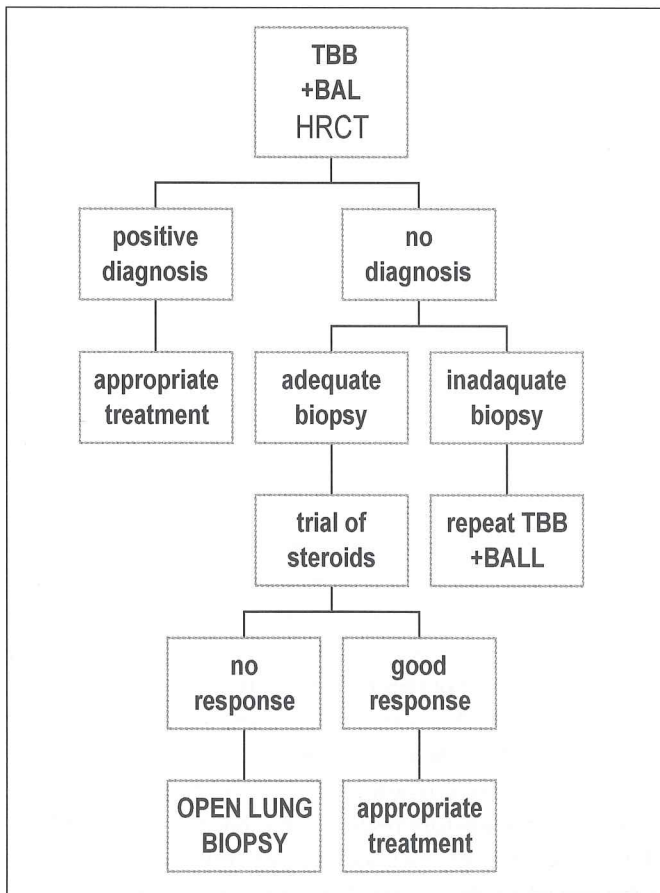 TBB
+BAL
HRCT
positive
diagnosis
no
diagnosis
appropriate
treatment
adequate
biopsy
inadaquate
biopsy
trial of
steroids
repeat TBB
+BALL
no
response
good
response
OPEN LUNG
BIOPSY
appropriate
treatment